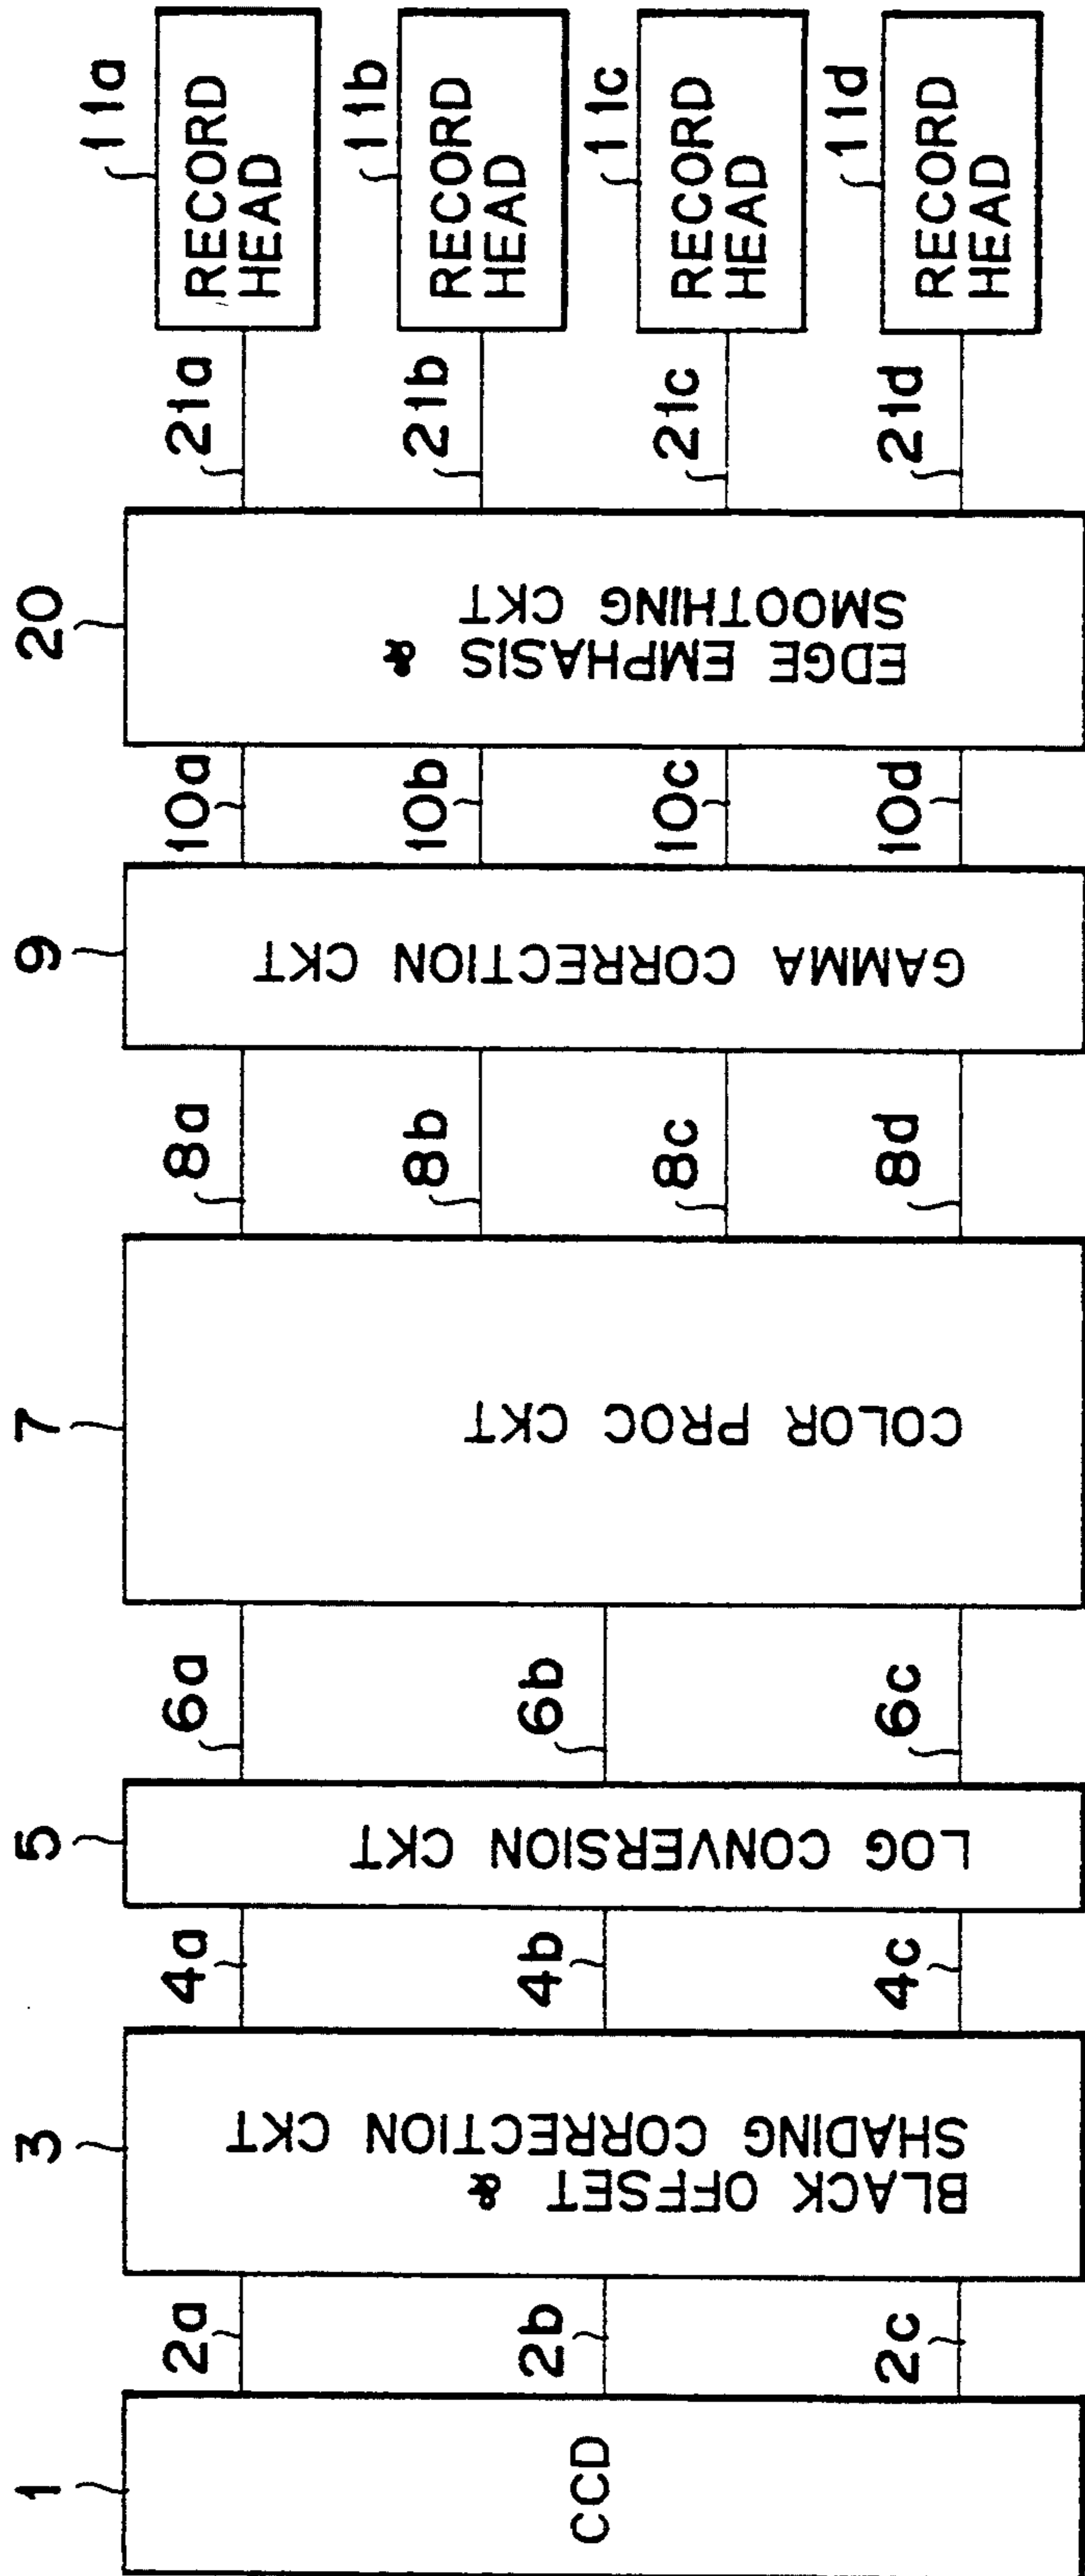 1
CCD
2a
2b
2c
3
BLACK OFFSET &
SHADING CORRECTION CKT
4a
4b
4c
5
LOG CONVERSION CKT
6a
6b
6c
7
COLOR PROC CKT
8a
8b
8c
8d
9
GAMMA CORRECTION CKT
10a
10b
10c
10d
20
EDGE EMPHASIS &
SMOOTHING CKT
21a
21b
21c
21d
11a
RECORD
HEAD
11b
RECORD
HEAD
11c
RECORD
HEAD
11d
RECORD
HEAD